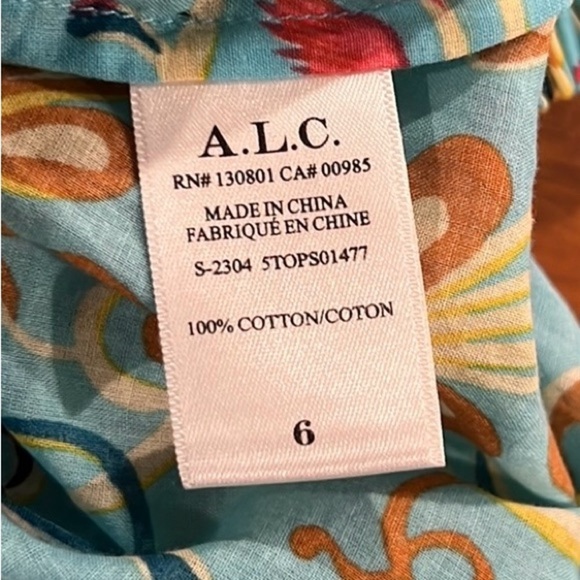 A.L.C.
RN# 130801 CA# 00985
MADE IN CHINA
FABRIQUÉ EN CHINE
S-2304 5TOPS01477
100% COTTON/COTON
6